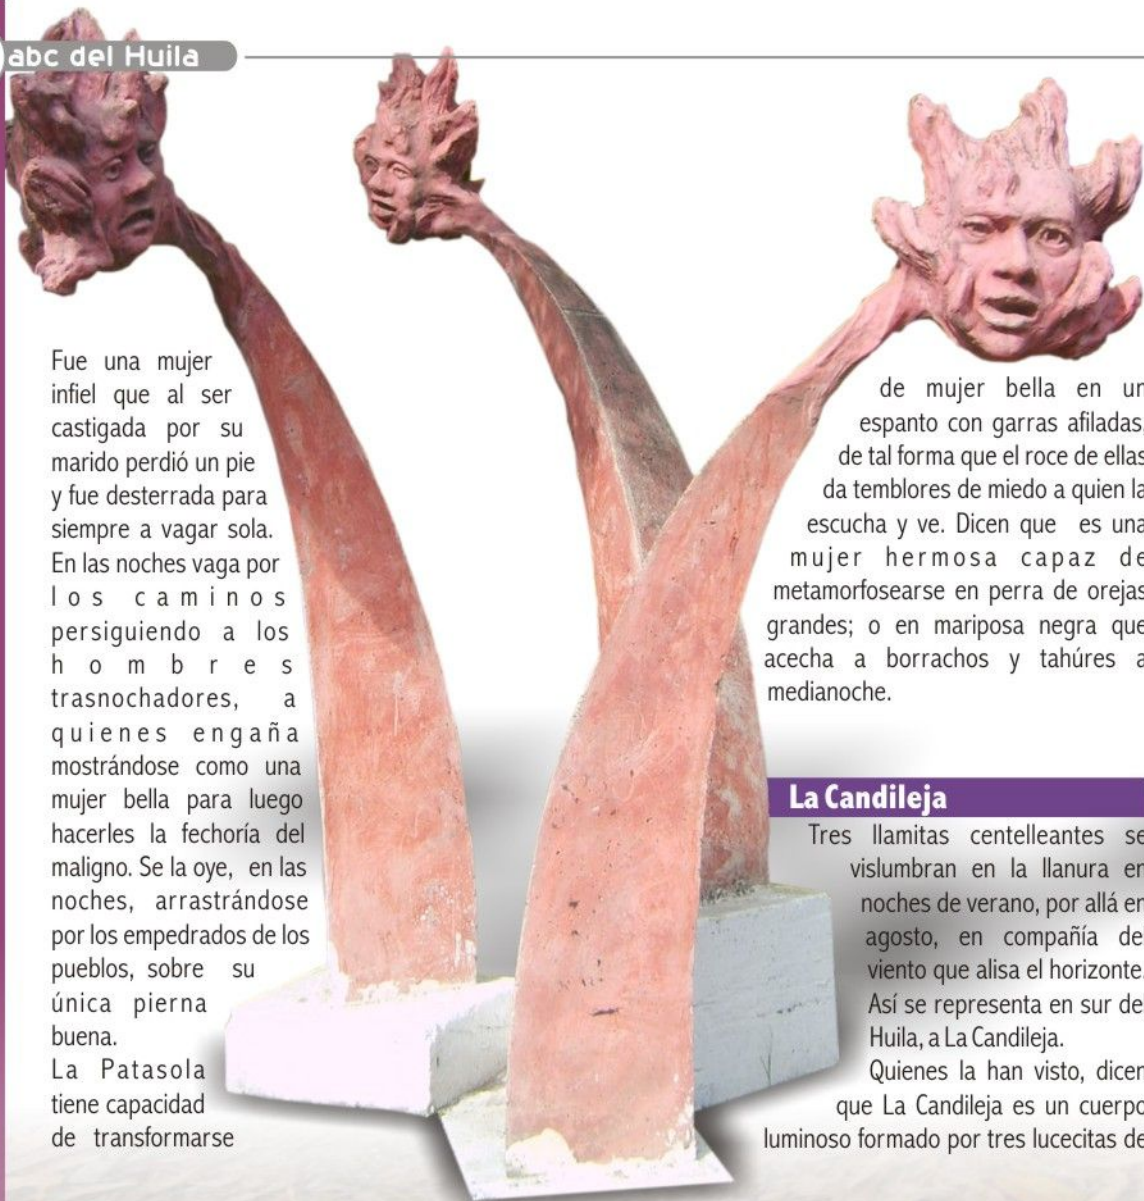 abc del Huila
Fue una mujer
infiel que al ser
castigada por su
marido perdió un pie
y fue desterrada para
siempre a vagar sola.
En las noches vaga por
los caminos
persiguiendo a los
hombres
trasnochadores, a
quienes engaña
mostrándose como una
mujer bella para luego
hacerles la fechoría del
maligno. Se la oye, en las
noches, arrastrándose
por los empedrados de los
pueblos, sobre su
única pierna
buena.
La Patasola
tiene capacidad
de transformarse
de mujer bella en un
espanto con garras afiladas,
de tal forma que el roce de ellas
da temblores de miedo a quien la
escucha y ve. Dicen que es una
mujer hermosa capaz de
metamorfosearse en perra de orejas
grandes; o en mariposa negra que
acecha a borrachos y tahúres a
medianoche.
La Candileja
Tres llamitas centelleantes se
vislumbran en la llanura en
noches de verano, por allá en
agosto, en compañía del
viento que alisa el horizonte.
Así se representa en sur del
Huila, a La Candileja.
Quienes la han visto, dicen
que La Candileja es un cuerpo
luminoso formado por tres lucecitas de